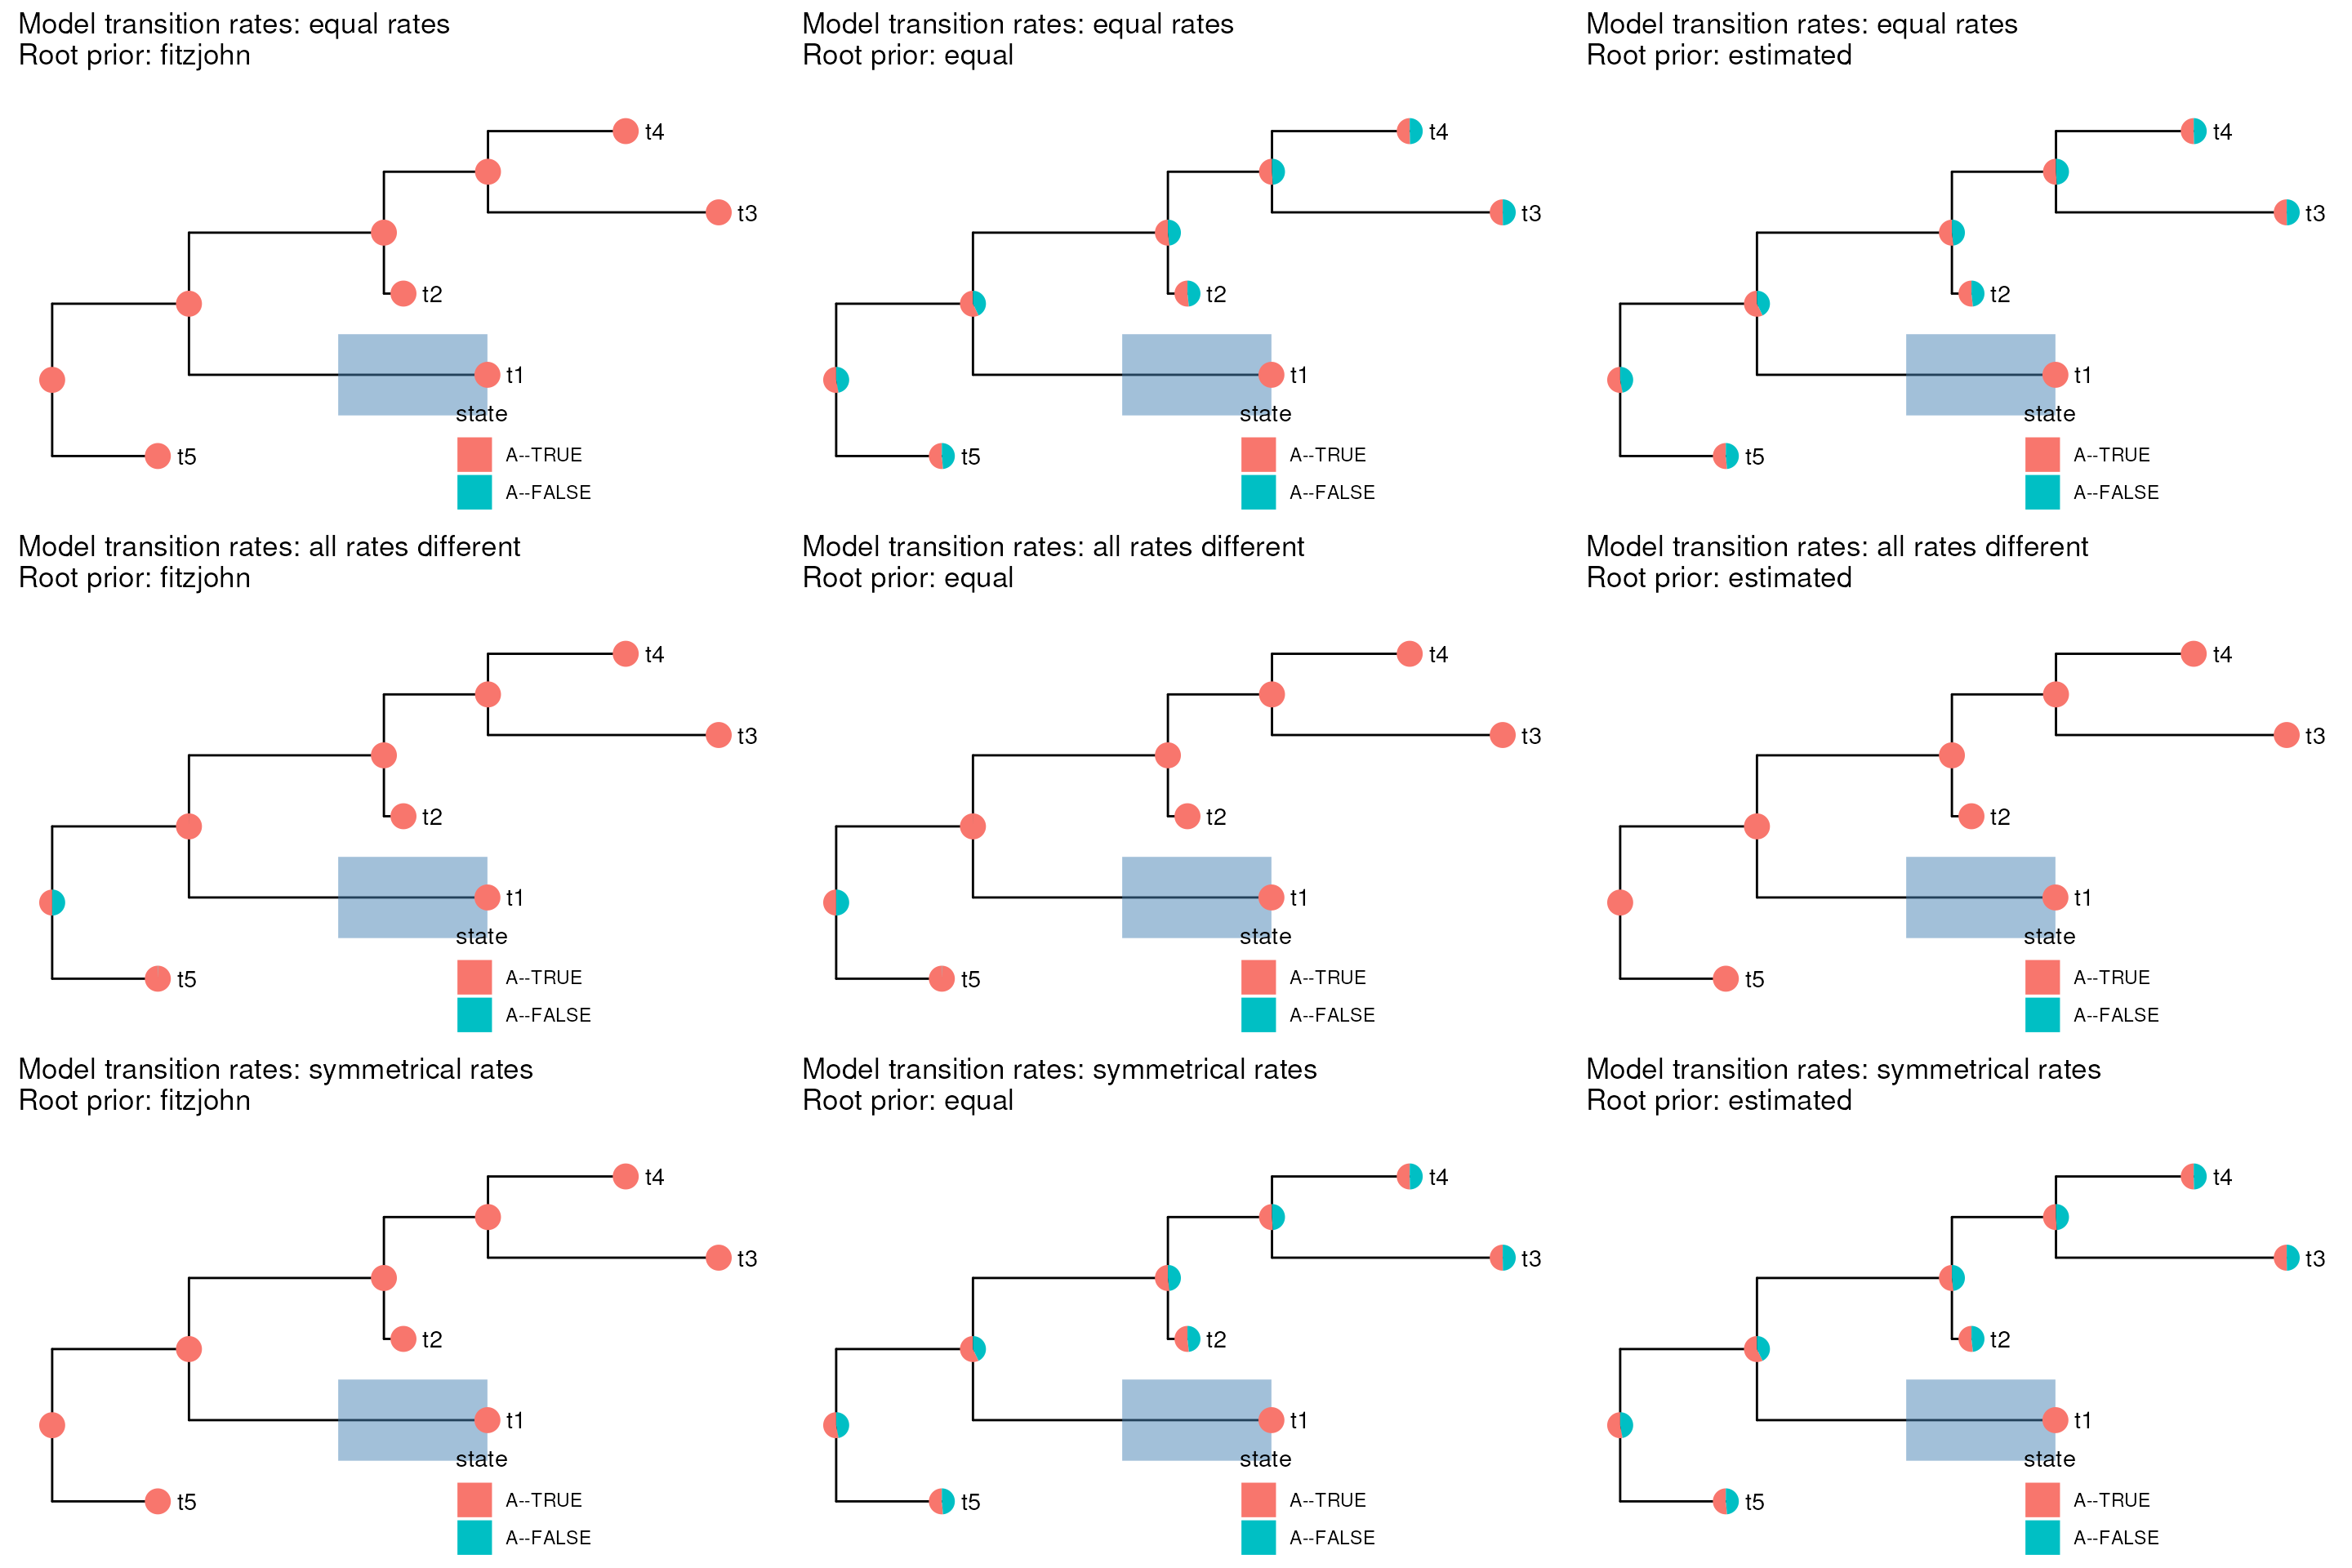 Model transition rates: equal rates
Root prior: fitzjohn
t4
t3
t2
t1
state
A--TRUE
t5
A--FALSE
Model transition rates: equal rates
Root prior: equal
t4
t3
t2
t1
state
A--TRUE
t5
A--FALSE
Model transition rates: equal rates
Root prior: estimated
t4
t3
t2
t1
state
A--TRUE
t5
A--FALSE
Model transition rates: all rates different
Root prior: fitzjohn
t4
t3
t2
t1
state
A--TRUE
t5
A--FALSE
Model transition rates: all rates different
Root prior: equal
t4
t3
t2
t1
state
A--TRUE
t5
A--FALSE
Model transition rates: all rates different
Root prior: estimated
t4
t3
t2
t1
state
A--TRUE
t5
A--FALSE
Model transition rates: symmetrical rates
Root prior: fitzjohn
t4
t3
t2
t1
state
A--TRUE
t5
A--FALSE
Model transition rates: symmetrical rates
Root prior: equal
t4
t3
t2
t1
state
A--TRUE
t5
A--FALSE
Model transition rates: symmetrical rates
Root prior: estimated
t4
t3
t2
t1
state
A--TRUE
t5
A--FALSE